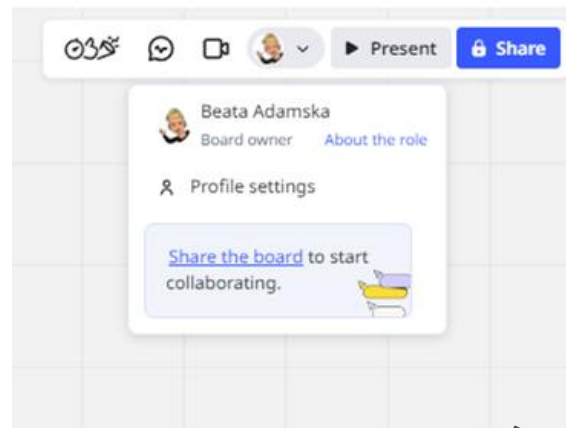 Present
Share
Beata Adamska
Board owner About the role
Profile settings
Share the board to start
collaborating.